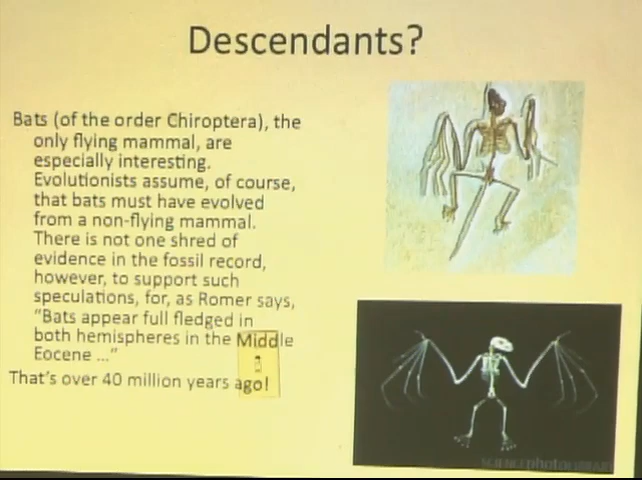 Descendants?
Bats (of the order Chiroptera), the
only flying mammal, are
especially interesting.
Evolutionists assume, of course,
that bats must have evolved
from a non-flying mammal.
There is not one shred of
evidence in the fossil record,
however, to support such
speculations, for, as Romer says,
"Bats appear full fledged in
both hemispheres in the Middle
Eocene ..."
That's over 40 million years ago!